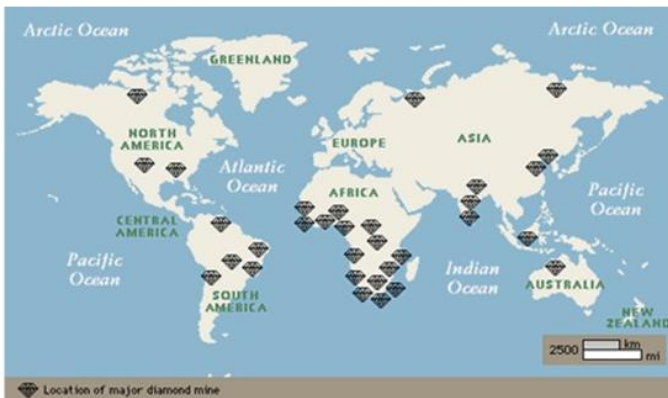 Arctic Ocean
Arctic Ocean
GREENLAND
NORTH
AMERICA
EUROPE
ASIA
Atlantic
Ocean
AFRICA
Pacific
Ocean
CENTRAL
AMERICA
Pacific
Ocean
SOUTH
AMERICA
Indian
Ocean
AUSTRALIA
NEW
ZEALAND
2500 km
mi
Location of major diamond mine